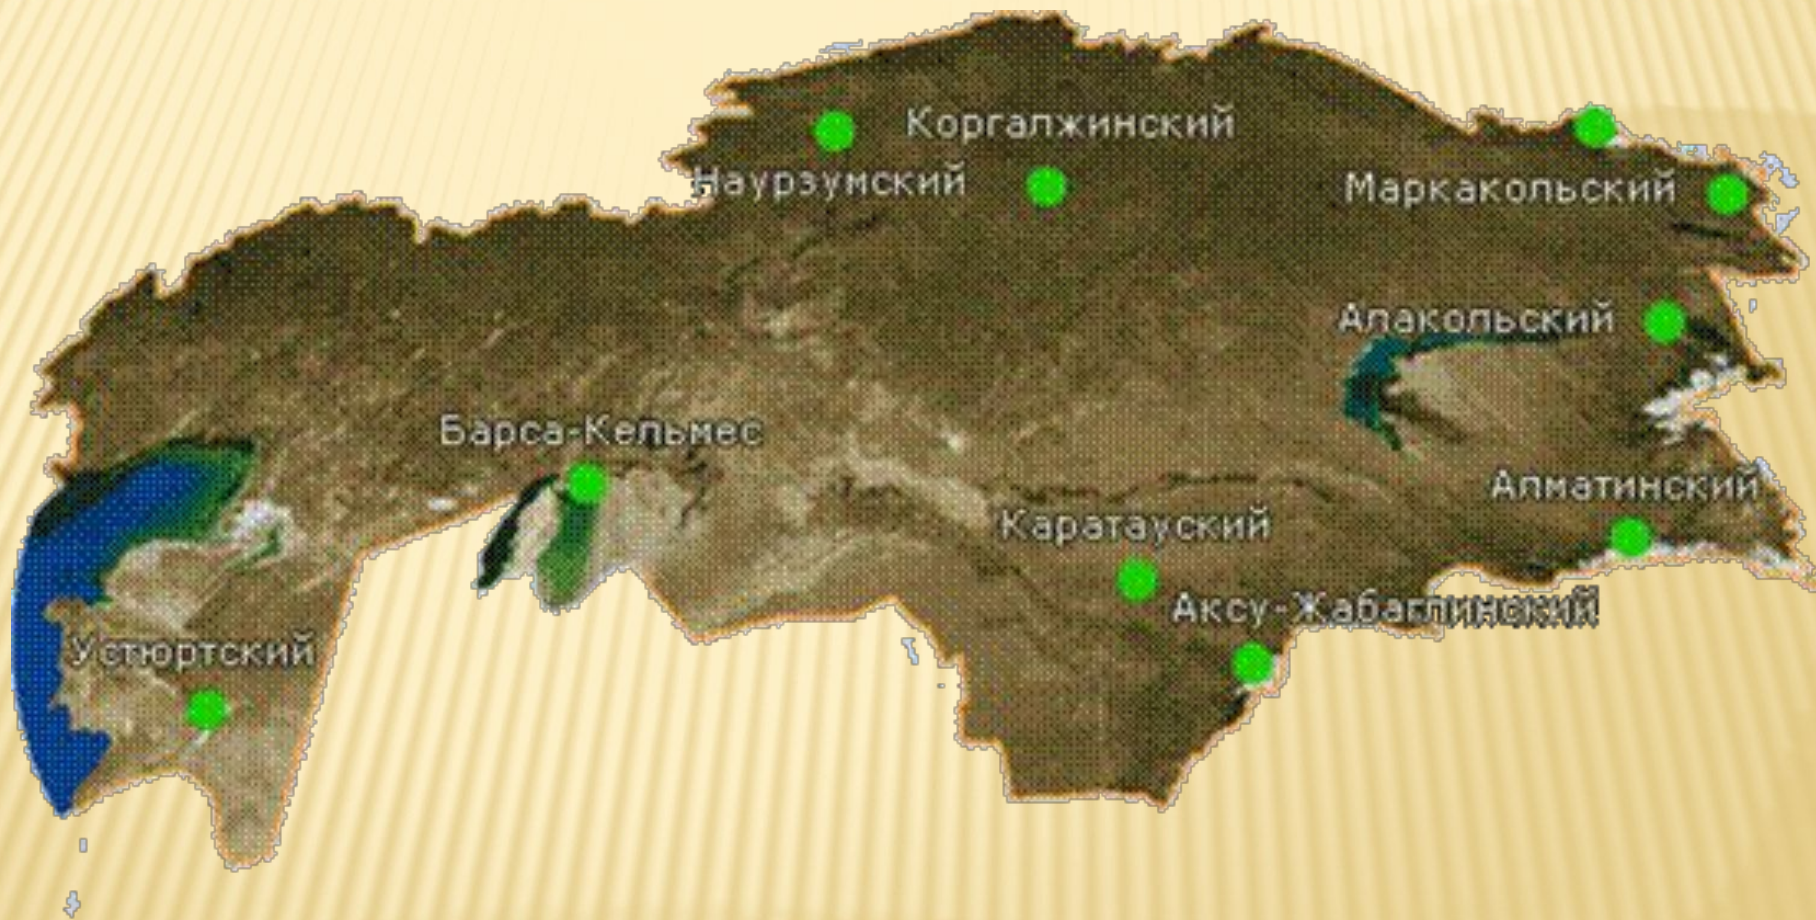 Коргалжинский
Наурзумский
Маркакольский
Алакольский
Барса-Кельмес
Алматинский
Каратауский
Аксу-Жабаглинский
Устюртский